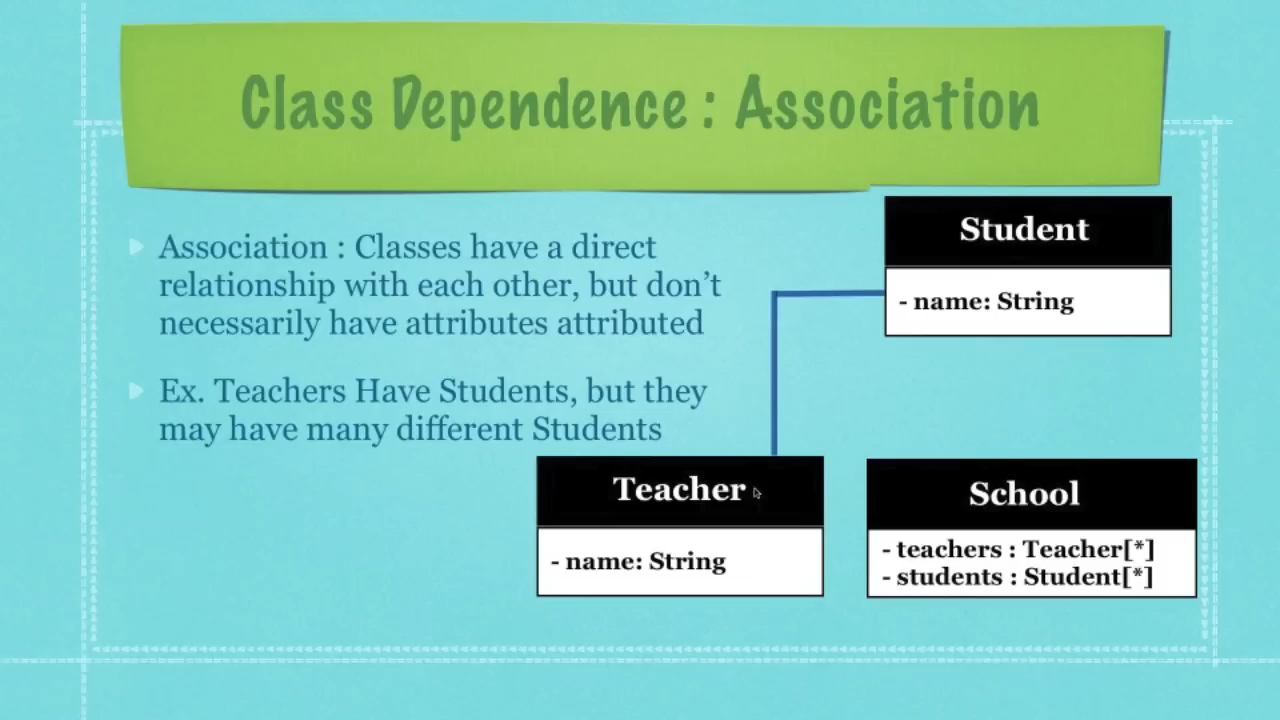 Class Dependence : Association
Association : Classes have a direct
relationship with each other, but don’t
necessarily have attributes attributed
Ex. Teachers Have Students, but they
may have many different Students
Student
- name: String
Teacher
- name: String
School
- teachers : Teacher[*]
- students : Student[*]